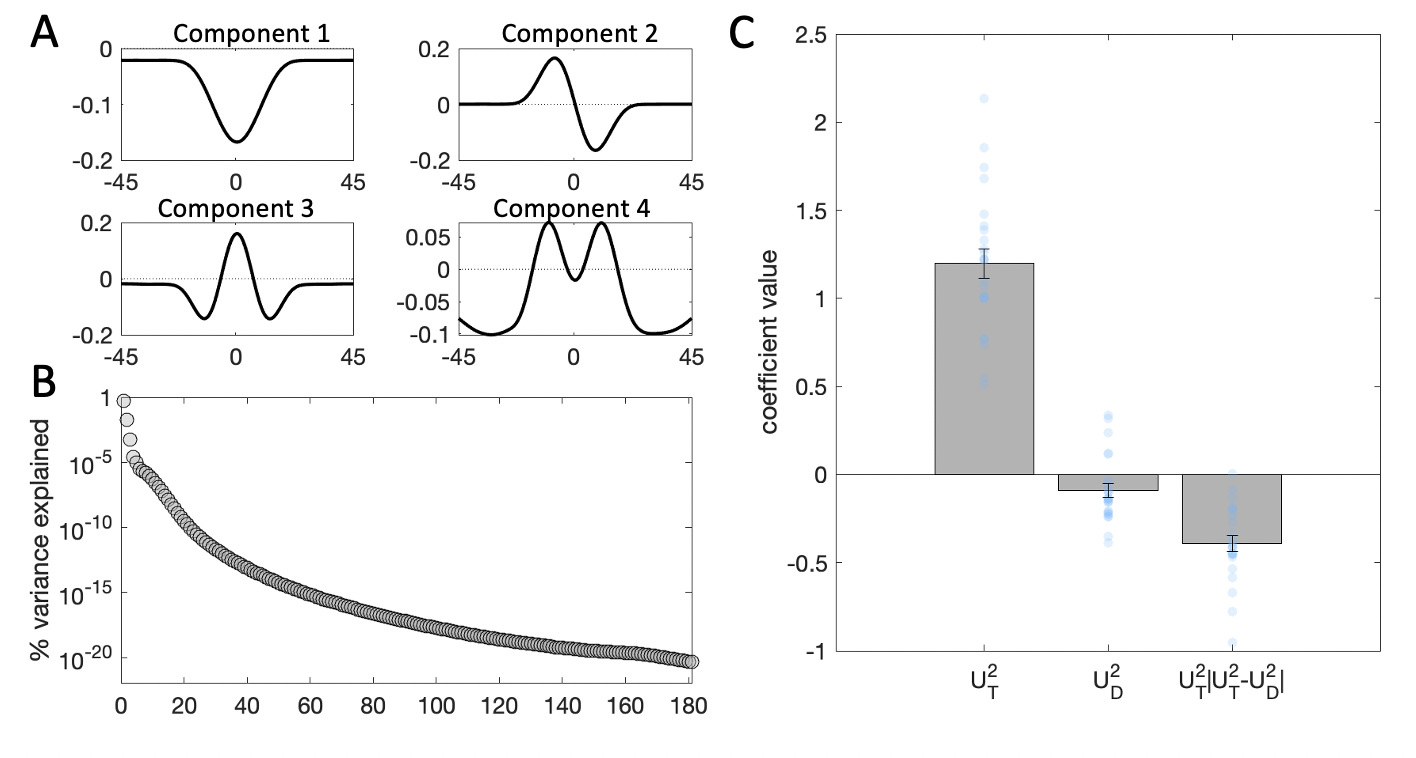 A
Component 1
0
-0.1
-0.2
-45 0 45
Component 2
0.2
0
-0.2
-45 0 45
Component 3
0.2
0
-0.2
-45 0 45
Component 4
0.05
0
-0.05
-0.1
-45 0 45
B
% variance explained
1
10^-5
10^-10
10^-15
10^-20
0 20 40 60 80 100 120 140 160 180
C
coefficient value
2.5
2
1.5
1
0.5
0
-0.5
-1
U_T^2 U_D^2 U_T^2|U_T^2-U_D^2|